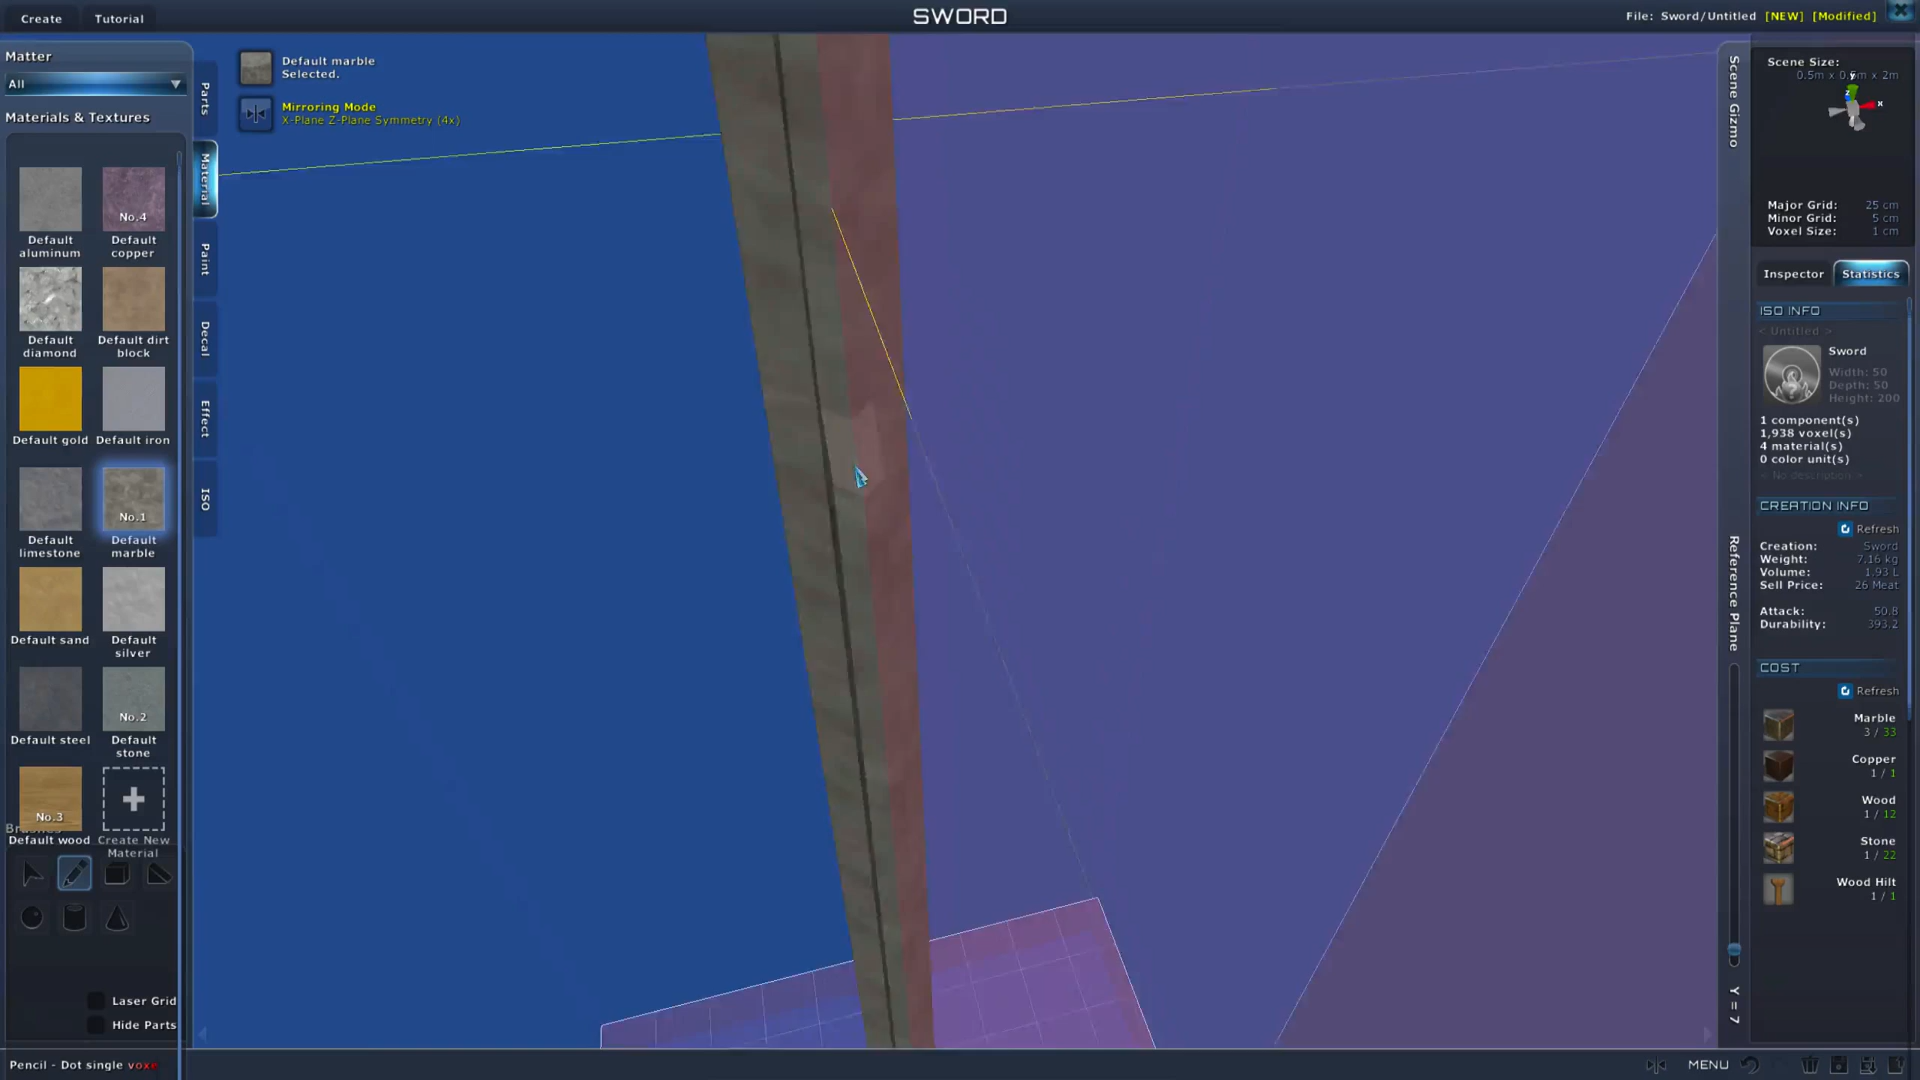 Create
Tutorial
SWORD
File: Sword/Untitled [NEW] [Modified]
Matter
All
Materials & Textures
Default aluminum
No.4
Default copper
Default diamond
Default dirt block
Default gold
Default iron
Default limestone
No.1
Default marble
Default sand
Default silver
Default steel
No.2
Default stone
No.3
Default wood
Create New Material
Brushes
Laser Grid
Hide Parts
Pencil - Dot single voxe
Parts
Material
Paint
Decal
Effect
ISO
Default marble
Selected.
Mirroring Mode
X-Plane Z-Plane Symmetry (4x)
Scene Gizmo
Reference Plane
Y = 7
Scene Size:
0.5m x 0.5m x 2m
y
z
x
Major Grid: 25 cm
Minor Grid: 5 cm
Voxel Size: 1 cm
Inspector
Statistics
ISO INFO
< Untitled >
Sword
Width: 50
Depth: 50
Height: 200
1 component(s)
1,938 voxel(s)
4 material(s)
0 color unit(s)
< No description >
CREATION INFO
Refresh
Creation: Sword
Weight: 7.16 kg
Volume: 1.93 L
Sell Price: 26 Meat
Attack: 50.8
Durability: 393.2
COST
Refresh
Marble
3 / 33
Copper
1 / 1
Wood
1 / 12
Stone
1 / 22
Wood Hilt
1 / 1
MENU